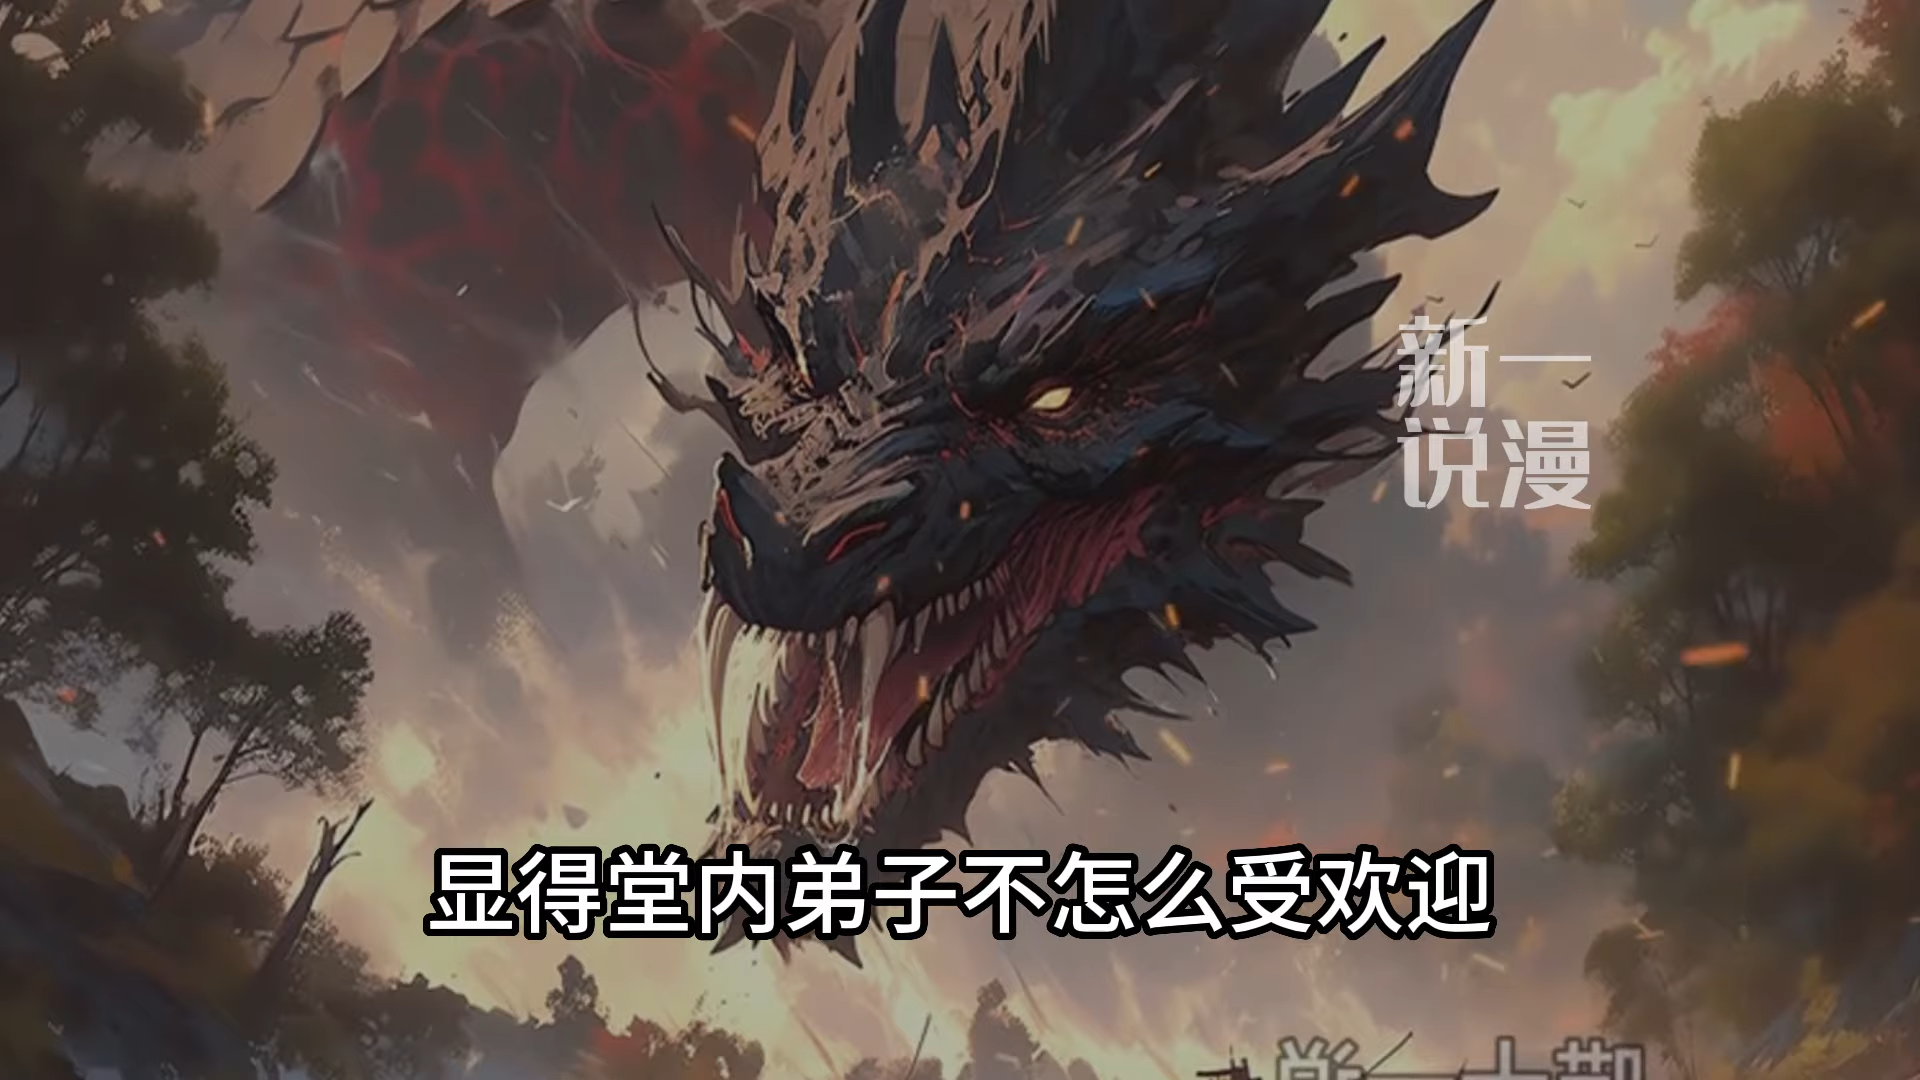 新一
说漫
显得堂内弟子不怎么受欢迎